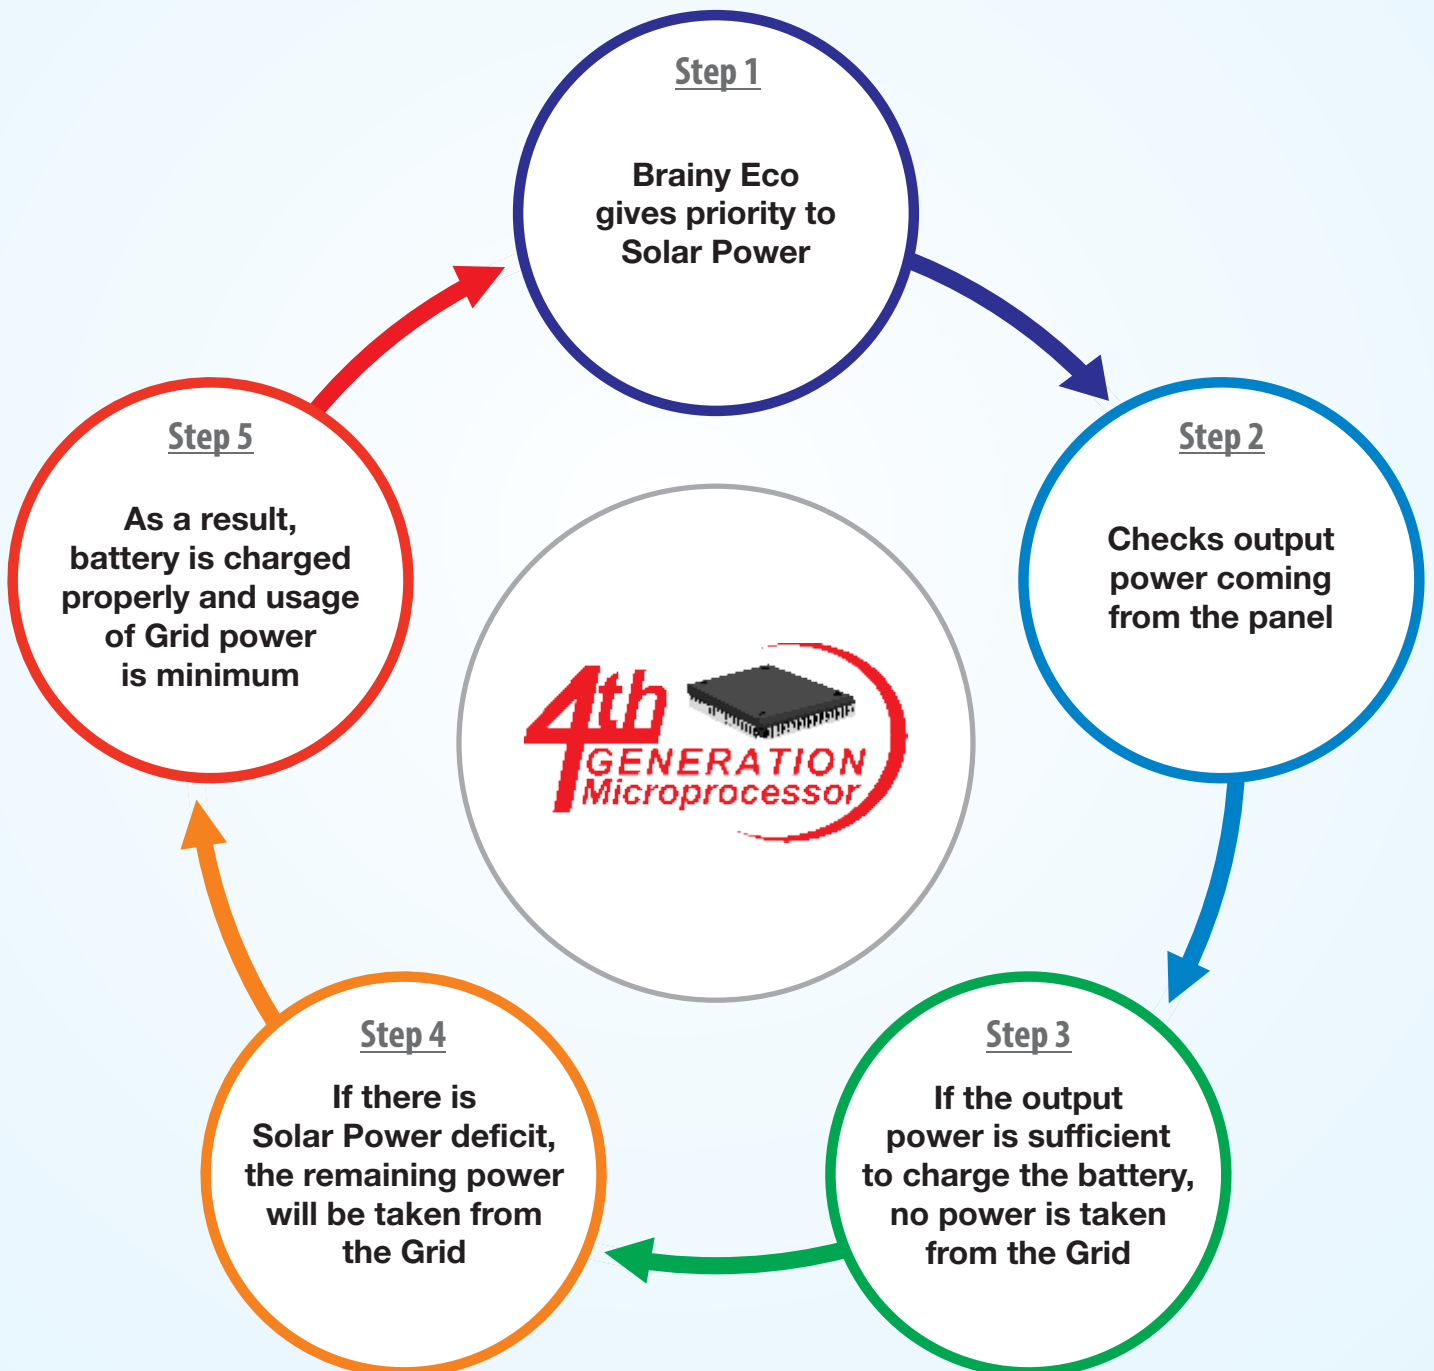 Step 1
Brainy Eco
gives priority to
Solar Power
Step 2
Checks output
power coming
from the panel
Step 3
If the output
power is sufficient
to charge the battery,
no power is taken
from the Grid
Step 4
If there is
Solar Power deficit,
the remaining power
will be taken from
the Grid
Step 5
As a result,
battery is charged
properly and usage
of Grid power
is minimum
4th
GENERATION
Microprocessor